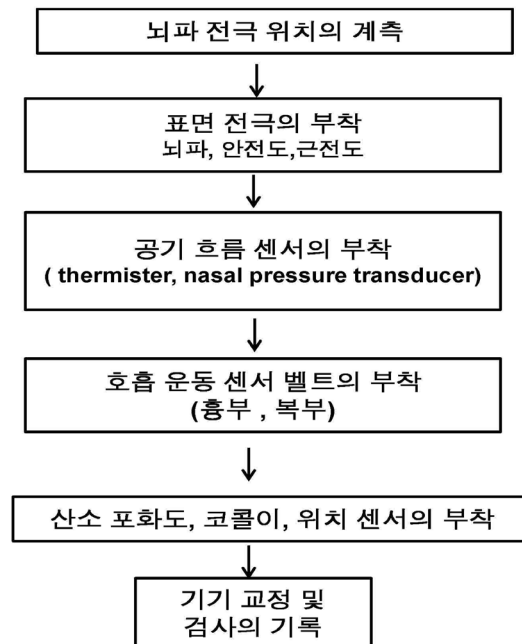 뇌파 전극 위치의 계측
표면 전극의 부착
뇌파, 안전도,근전도
공기 흐름 센서의 부착
( thermister, nasal pressure transducer)
호흡 운동 센서 벨트의 부착
(흉부 , 복부)
산소 포화도, 코콜이, 위치 센서의 부착
기기 교정 및
검사의 기록